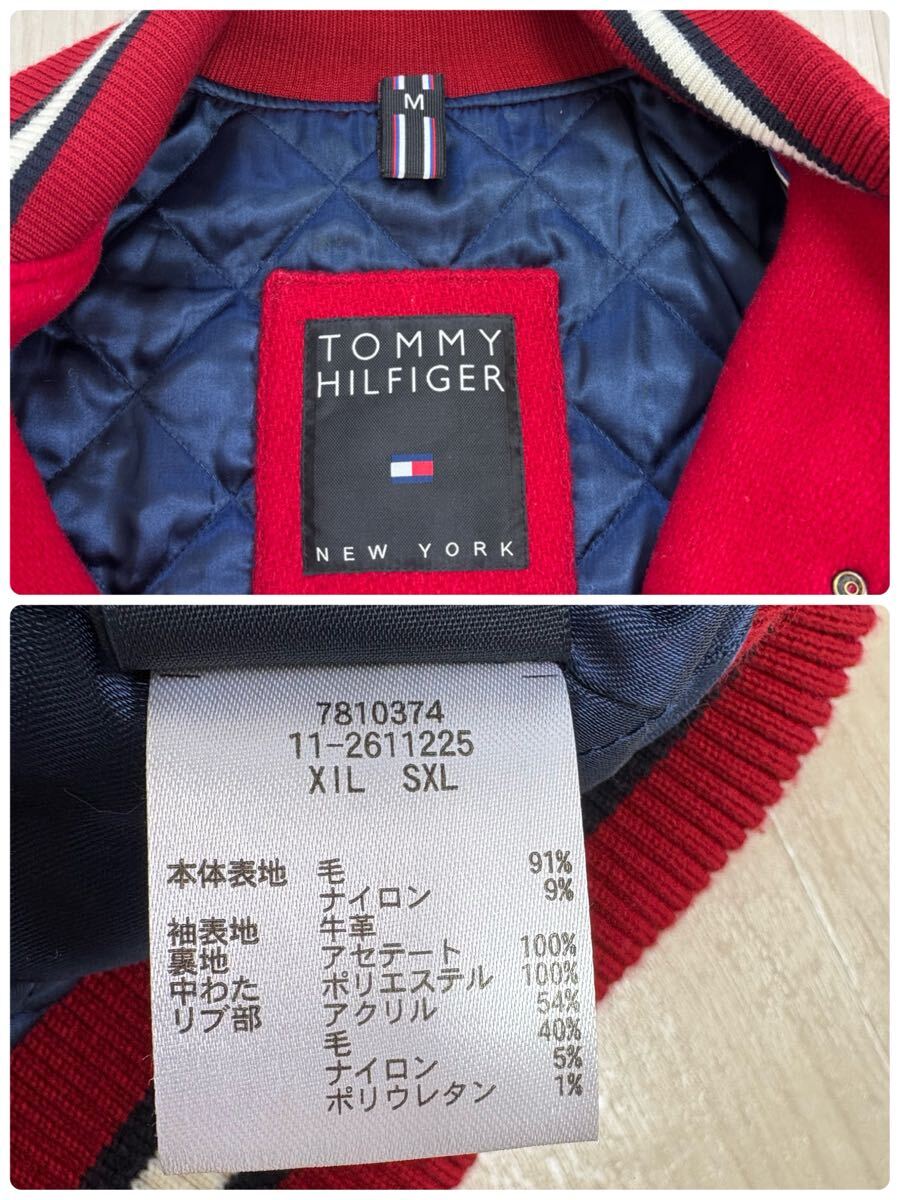 M
TOMMY
HILFIGER
NEW YORK
7810374
11-2611225
XIL SXL
本体表地 毛 91%
ナイロン 9%
袖表地 牛革
裏地 アセテート 100%
中わた ポリエステル 100%
リブ部 アクリル 54%
毛 40%
ナイロン 5%
ポリウレタン 1%